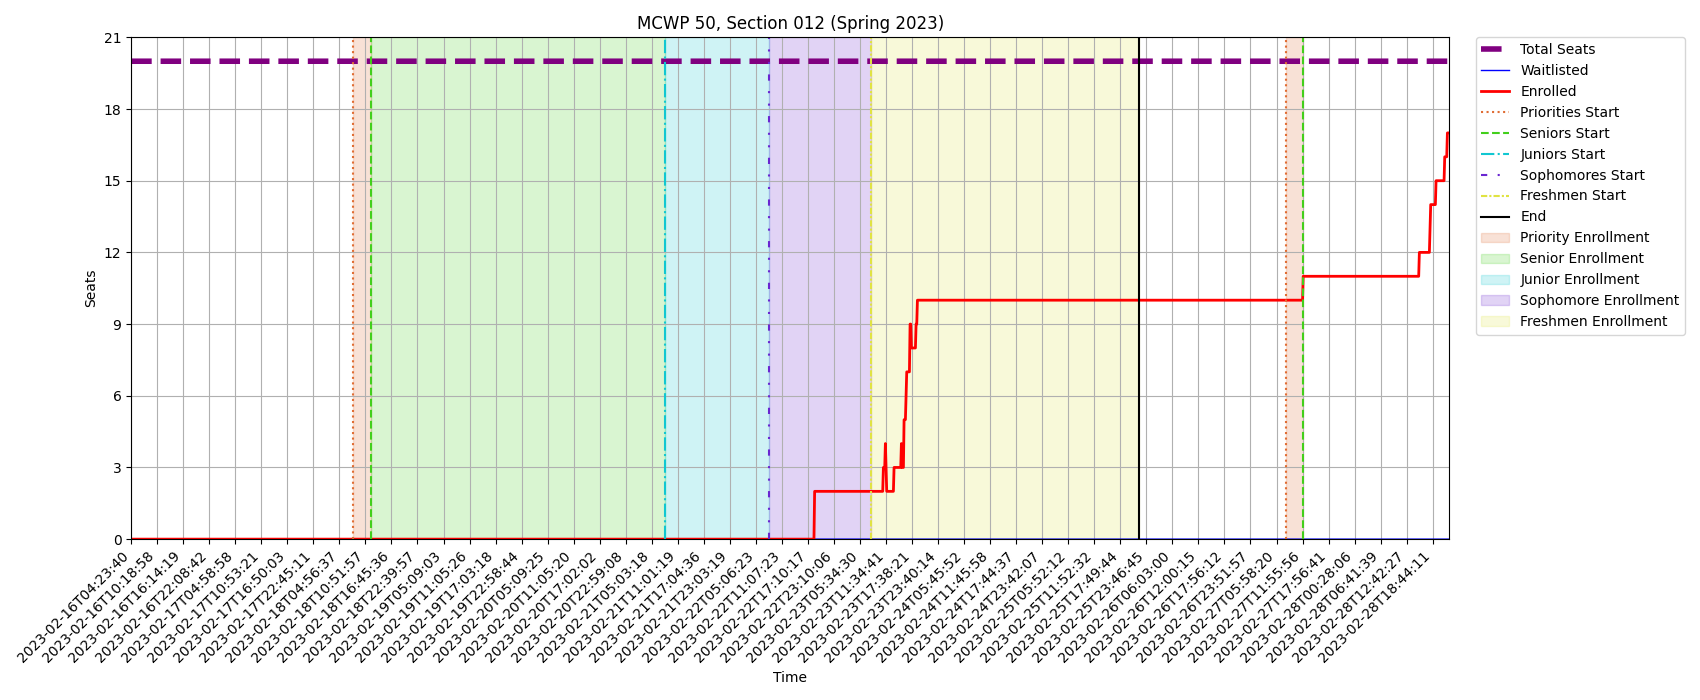 MCWP 50, Section 012 (Spring 2023)
21
18
15
12
9
6
3
0
Seats
2023-02-16T04:23:40
2023-02-16T10:18:58
2023-02-16T16:14:19
2023-02-16T22:08:42
2023-02-17T04:58:58
2023-02-17T10:53:21
2023-02-17T16:50:03
2023-02-17T22:45:11
2023-02-18T04:56:37
2023-02-18T10:51:57
2023-02-18T16:45:36
2023-02-18T22:39:57
2023-02-19T05:09:03
2023-02-19T11:05:26
2023-02-19T17:03:18
2023-02-19T22:58:44
2023-02-20T05:09:25
2023-02-20T11:05:20
2023-02-20T17:02:02
2023-02-20T22:59:08
2023-02-21T05:03:18
2023-02-21T11:01:19
2023-02-21T17:04:36
2023-02-21T23:03:19
2023-02-22T05:06:23
2023-02-22T11:07:23
2023-02-22T17:10:17
2023-02-22T23:10:06
2023-02-23T05:34:30
2023-02-23T11:34:41
2023-02-23T17:38:21
2023-02-23T23:40:14
2023-02-24T05:45:52
2023-02-24T11:45:58
2023-02-24T17:44:37
2023-02-24T23:42:07
2023-02-25T05:52:12
2023-02-25T11:52:32
2023-02-25T17:49:44
2023-02-25T23:46:45
2023-02-26T06:03:00
2023-02-26T12:00:15
2023-02-26T17:56:12
2023-02-26T23:51:57
2023-02-27T05:58:20
2023-02-27T11:55:56
2023-02-27T17:56:41
2023-02-28T00:28:06
2023-02-28T06:41:39
2023-02-28T12:42:27
2023-02-28T18:44:11
Time
Total Seats
Waitlisted
Enrolled
Priorities Start
Seniors Start
Juniors Start
Sophomores Start
Freshmen Start
End
Priority Enrollment
Senior Enrollment
Junior Enrollment
Sophomore Enrollment
Freshmen Enrollment